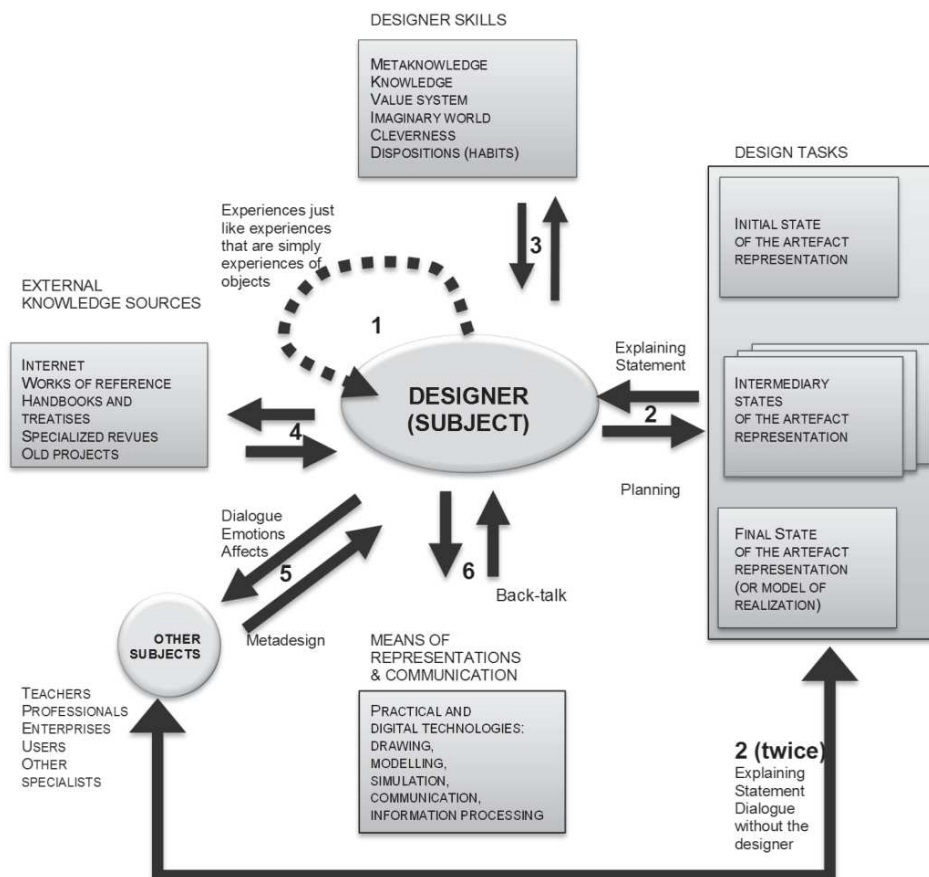 DESIGNER SKILLS
METAKNOWLEDGE
KNOWLEDGE
VALUE SYSTEM
IMAGINARY WORLD
CLEVERNESS
DISPOSITIONS (HABITS)
DESIGN TASKS
INITIAL STATE
OF THE ARTEFACT
REPRESENTATION
Experiences just
like experiences
that are simply
experiences of
objects
3
EXTERNAL
KNOWLEDGE SOURCES
1
INTERNET
WORKS OF REFERENCE
HANDBOOKS AND
TREATISES
SPECIALIZED REVUES
OLD PROJECTS
4
DESIGNER
(SUBJECT)
Explaining
Statement
2
Planning
INTERMEDIARY
STATES
OF THE ARTEFACT
REPRESENTATION
Dialogue
Emotions
Affects
5
Metadesign
6
Back-talk
FINAL STATE
OF THE ARTEFACT
REPRESENTATION
(OR MODEL OF
REALIZATION)
OTHER
SUBJECTS
TEACHERS
PROFESSIONALS
ENTERPRISES
USERS
OTHER
SPECIALISTS
MEANS OF
REPRESENTATIONS
& COMMUNICATION
PRACTICAL AND
DIGITAL TECHNOLOGIES:
DRAWING,
MODELLING,
SIMULATION,
COMMUNICATION,
INFORMATION PROCESSING
2 (twice)
Explaining
Statement
Dialogue
without the
designer